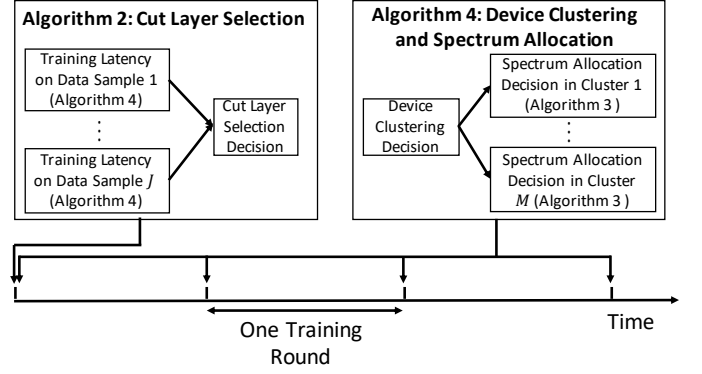 Algorithm 2: Cut Layer Selection
Training Latency
on Data Sample 1
(Algorithm 4)
⋮
Training Latency
on Data Sample J
(Algorithm 4)
Cut Layer
Selection
Decision
Algorithm 4: Device Clustering
and Spectrum Allocation
Device
Clustering
Decision
Spectrum Allocation
Decision in Cluster 1
(Algorithm 3 )
⋮
Spectrum Allocation
Decision in Cluster
M (Algorithm 3 )
One Training
Round
Time